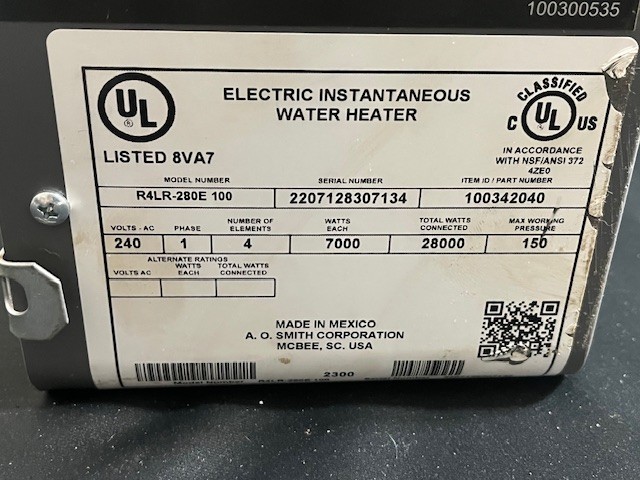 100300535
UL
ELECTRIC INSTANTANEOUS
WATER HEATER
LISTED 8VA7
CLASSIFIED
C UL US
IN ACCORDANCE
WITH NSF/ANSI 372
4ZE0
MODEL NUMBER SERIAL NUMBER ITEM ID / PART NUMBER
R4LR-280E 100 2207128307134 100342040
VOLTS - AC PHASE NUMBER OF ELEMENTS WATTS EACH TOTAL WATTS CONNECTED MAX WORKING PRESSURE
240 1 4 7000 28000 150
ALTERNATE RATINGS
VOLTS AC WATTS EACH TOTAL WATTS CONNECTED
MADE IN MEXICO
A. O. SMITH CORPORATION
MCBEE, SC. USA
2300
Model Number